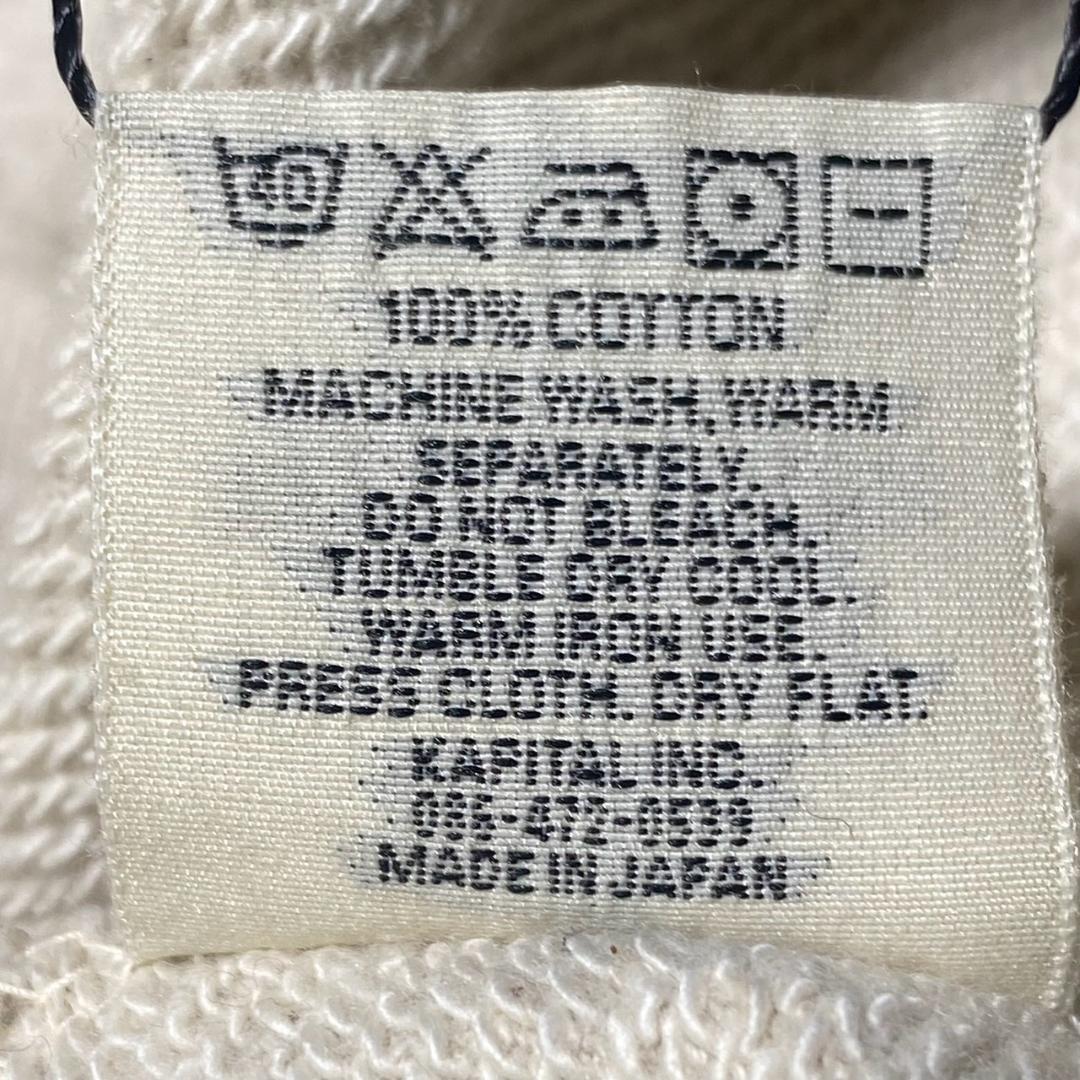 40
100% COTTON
MACHINE WASH, WARM
SEPARATELY.
DO NOT BLEACH.
TUMBLE DRY COOL.
WARM IRON USE.
PRESS CLOTH. DRY FLAT.
KAPITAL INC.
086-472-0539
MADE IN JAPAN